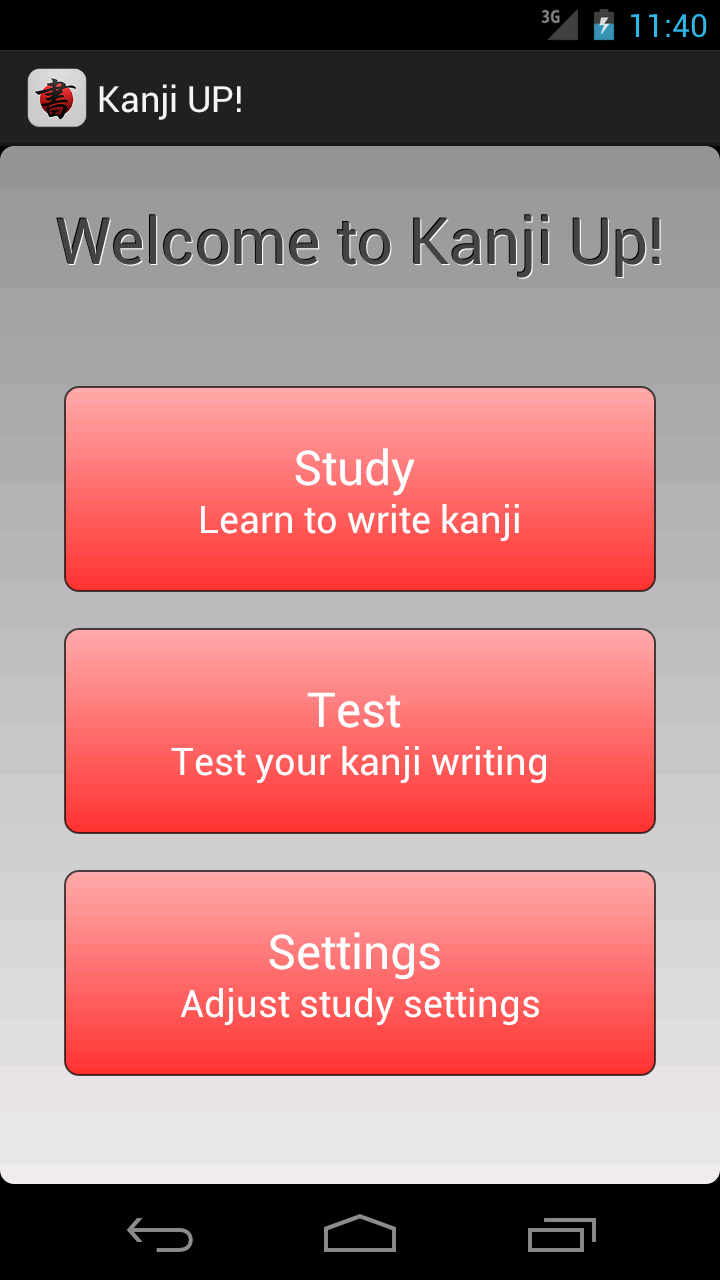 3G 11:40
書 Kanji UP!
Welcome to Kanji Up!
Study
Learn to write kanji
Test
Test your kanji writing
Settings
Adjust study settings